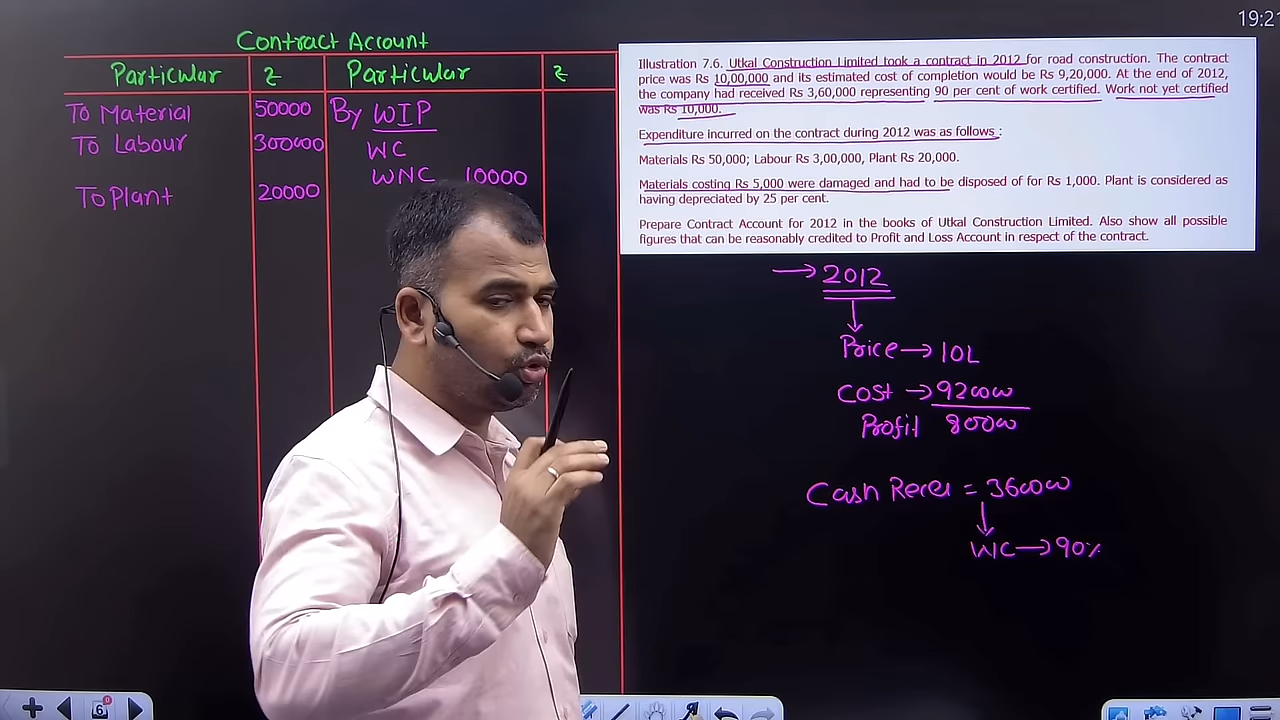 19:21
Contract Account
Particular ₹ Particular ₹
To Material 50000 By WIP
To Labour 300000 WC
WNC 10000
To Plant 20000
Illustration 7.6. Utkal Construction Limited took a contract in 2012 for road construction. The contract
price was Rs 10,00,000 and its estimated cost of completion would be Rs 9,20,000. At the end of 2012,
the company had received Rs 3,60,000 representing 90 per cent of work certified. Work not yet certified
was Rs 10,000.
Expenditure incurred on the contract during 2012 was as follows :
Materials Rs 50,000; Labour Rs 3,00,000, Plant Rs 20,000.
Materials costing Rs 5,000 were damaged and had to be disposed of for Rs 1,000. Plant is considered as
having depreciated by 25 per cent.
Prepare Contract Account for 2012 in the books of Utkal Construction Limited. Also show all possible
figures that can be reasonably credited to Profit and Loss Account in respect of the contract.
→ 2012
↓
Price → 10L
Cost → 920000
Profit 80000
Cash Recei = 360000
↓
WC → 90%
6